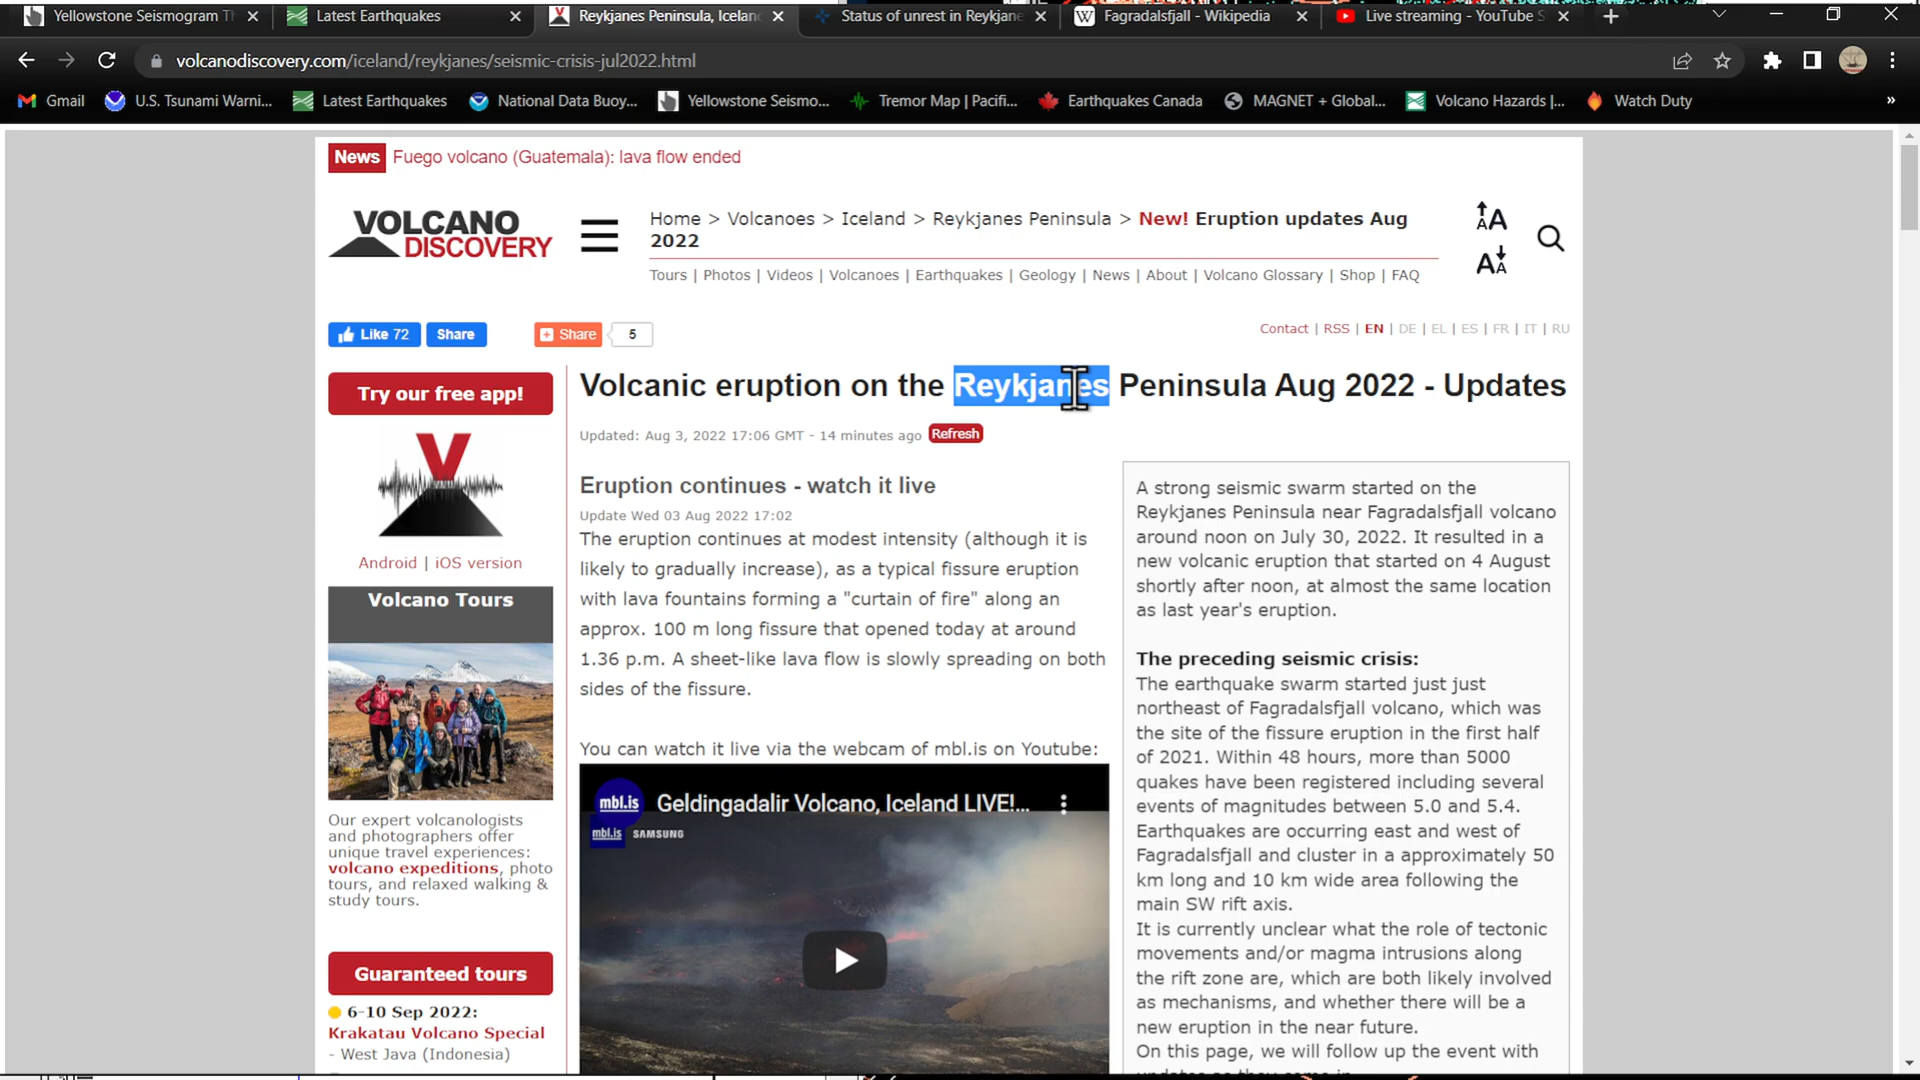 Yellowstone Seismogram Th
Latest Earthquakes
Reykjanes Peninsula, Iceland
Status of unrest in Reykjane
Fagradalsfjall - Wikipedia
Live streaming - YouTube S
volcanodiscovery.com/iceland/reykjanes/seismic-crisis-jul2022.html
Gmail
U.S. Tsunami Warni...
Latest Earthquakes
National Data Buoy...
Yellowstone Seismo...
Tremor Map | Pacifi...
Earthquakes Canada
MAGNET + Global...
Volcano Hazards |...
Watch Duty
»
News Fuego volcano (Guatemala): lava flow ended
VOLCANO
DISCOVERY
Home > Volcanoes > Iceland > Reykjanes Peninsula > New! Eruption updates Aug
2022
Tours | Photos | Videos | Volcanoes | Earthquakes | Geology | News | About | Volcano Glossary | Shop | FAQ
AA
AA
Like 72
Share
Share
5
Contact | RSS | EN | DE | EL | ES | FR | IT | RU
Try our free app!
V
Android | iOS version
Volcano Tours
Our expert volcanologists
and photographers offer
unique travel experiences:
volcano expeditions, photo
tours, and relaxed walking &
study tours.
Guaranteed tours
6-10 Sep 2022:
Krakatau Volcano Special
- West Java (Indonesia)
Volcanic eruption on the Reykjanes Peninsula Aug 2022 - Updates
Updated: Aug 3, 2022 17:06 GMT - 14 minutes ago Refresh
Eruption continues - watch it live
Update Wed 03 Aug 2022 17:02
The eruption continues at modest intensity (although it is
likely to gradually increase), as a typical fissure eruption
with lava fountains forming a "curtain of fire" along an
approx. 100 m long fissure that opened today at around
1.36 p.m. A sheet-like lava flow is slowly spreading on both
sides of the fissure.
You can watch it live via the webcam of mbl.is on Youtube:
mbl.is Geldingadalir Volcano, Iceland LIVE!...
mbl.is SAMSUNG
A strong seismic swarm started on the
Reykjanes Peninsula near Fagradalsfjall volcano
around noon on July 30, 2022. It resulted in a
new volcanic eruption that started on 4 August
shortly after noon, at almost the same location
as last year's eruption.
The preceding seismic crisis:
The earthquake swarm started just just
northeast of Fagradalsfjall volcano, which was
the site of the fissure eruption in the first half
of 2021. Within 48 hours, more than 5000
quakes have been registered including several
events of magnitudes between 5.0 and 5.4.
Earthquakes are occurring east and west of
Fagradalsfjall and cluster in a approximately 50
km long and 10 km wide area following the
main SW rift axis.
It is currently unclear what the role of tectonic
movements and/or magma intrusions along
the rift zone are, which are both likely involved
as mechanisms, and whether there will be a
new eruption in the near future.
On this page, we will follow up the event with